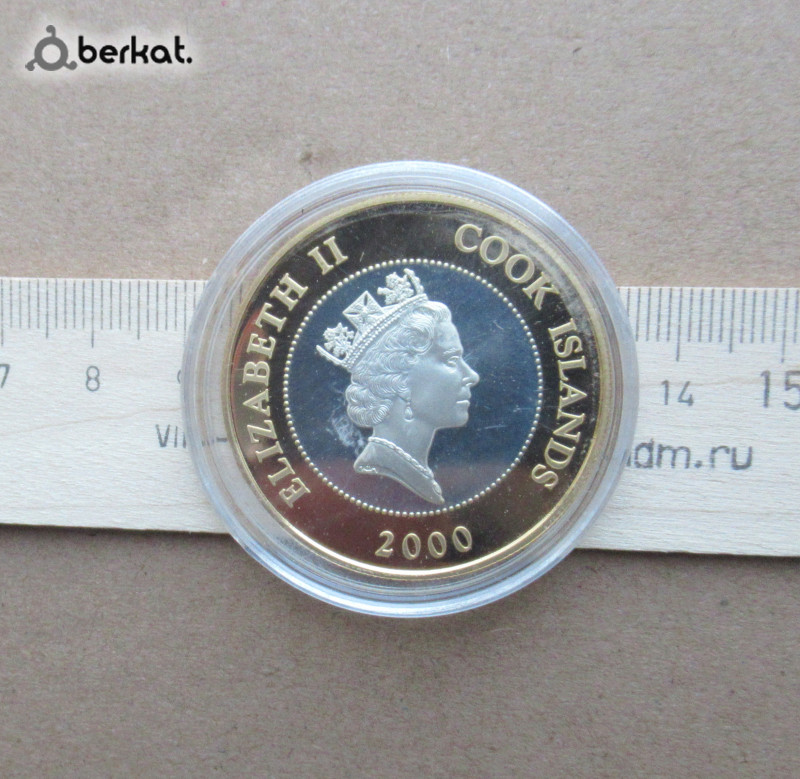 berkat.
ELIZABETH II
COOK ISLANDS
2000
8
14
15
dm.ru